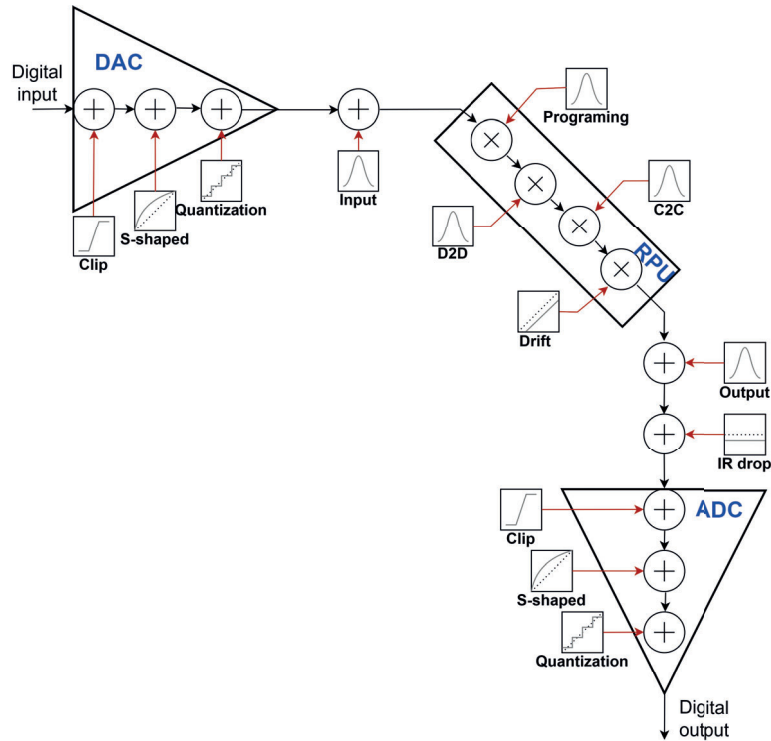 DAC
Digital
input
Clip
S-shaped
Quantization
Input
Programing
D2D
C2C
RPU
Drift
Output
IR drop
ADC
Clip
S-shaped
Quantization
Digital
output